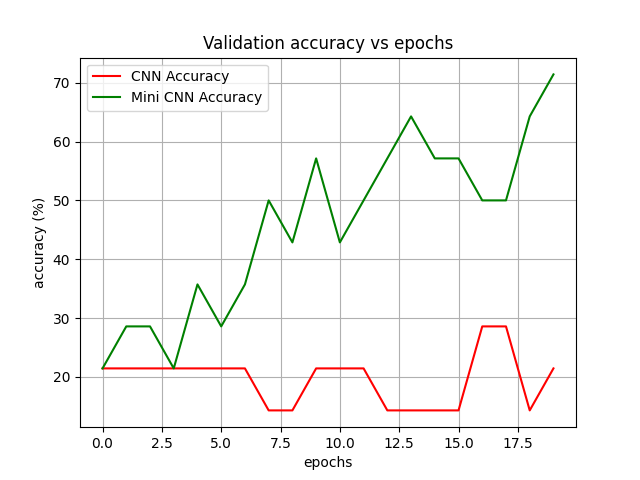 Validation accuracy vs epochs
CNN Accuracy
Mini CNN Accuracy
70
60
50
40
30
20
accuracy (%)
0.0 2.5 5.0 7.5 10.0 12.5 15.0 17.5
epochs